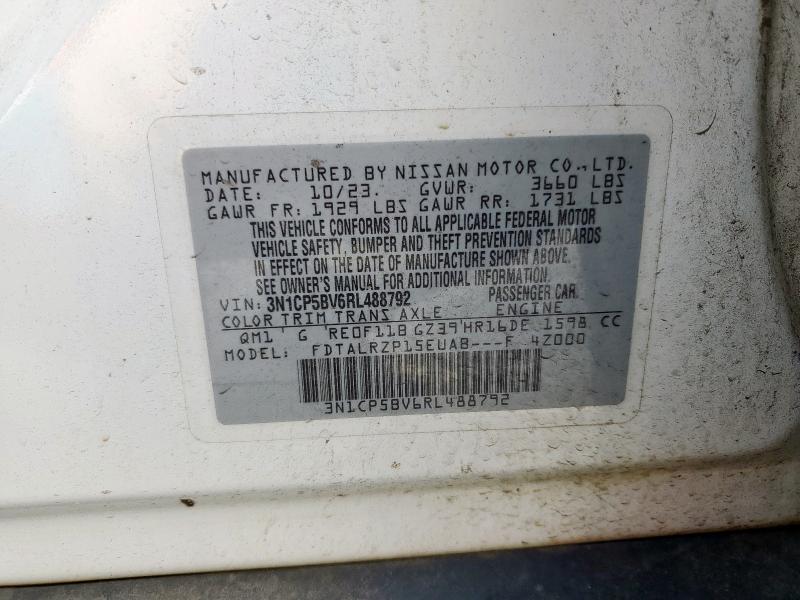 MANUFACTURED BY NISSAN MOTOR CO., LTD.
DATE: 10/23. GVWR: 3660 LBS
GAWR FR: 1929 LBS GAWR RR: 1731 LBS
THIS VEHICLE CONFORMS TO ALL APPLICABLE FEDERAL MOTOR
VEHICLE SAFETY, BUMPER AND THEFT PREVENTION STANDARDS
IN EFFECT ON THE DATE OF MANUFACTURE SHOWN ABOVE.
SEE OWNER'S MANUAL FOR ADDITIONAL INFORMATION.
VIN: 3N1CP5BV6RL488792 PASSENGER CAR.
COLOR TRIM TRANS AXLE ENGINE
QM1' G RE0F11B GZ39'HR16DE 1598 CC
MODEL: FDTALRZP15EUAB---F 4Z000
3N1CP5BV6RL488792